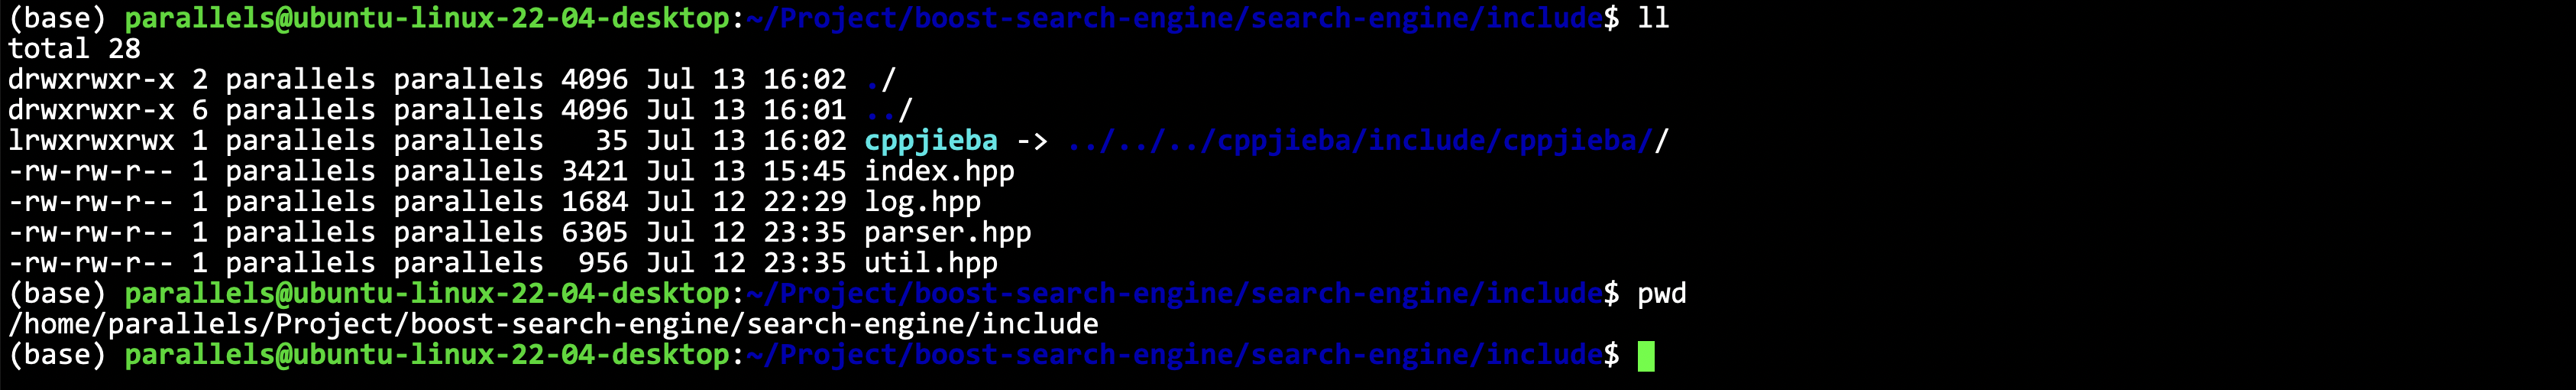 (base) parallels@ubuntu-linux-22-04-desktop:~/Project/boost-search-engine/search-engine/include$ ll
total 28
drwxrwxr-x 2 parallels parallels 4096 Jul 13 16:02 ./
drwxrwxr-x 6 parallels parallels 4096 Jul 13 16:01 ../
lrwxrwxrwx 1 parallels parallels   35 Jul 13 16:02 cppjieba -> ../../../cppjieba/include/cppjieba//
-rw-rw-r-- 1 parallels parallels 3421 Jul 13 15:45 index.hpp
-rw-rw-r-- 1 parallels parallels 1684 Jul 12 22:29 log.hpp
-rw-rw-r-- 1 parallels parallels 6305 Jul 12 23:35 parser.hpp
-rw-rw-r-- 1 parallels parallels  956 Jul 12 23:35 util.hpp
(base) parallels@ubuntu-linux-22-04-desktop:~/Project/boost-search-engine/search-engine/include$ pwd
/home/parallels/Project/boost-search-engine/search-engine/include
(base) parallels@ubuntu-linux-22-04-desktop:~/Project/boost-search-engine/search-engine/include$